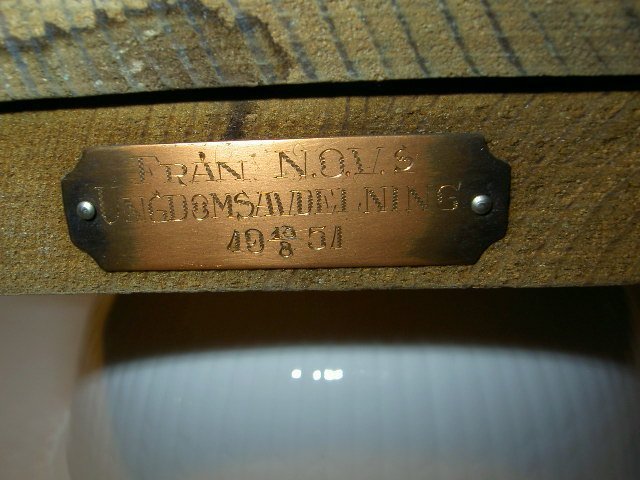 FRÅN N.O.V.S
UNGDOMSAVDELNING
19 18/8 51